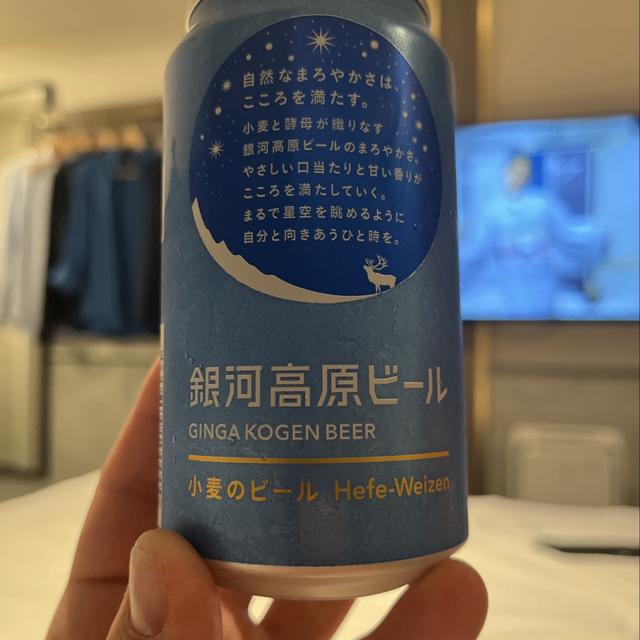 自然なまろやかさは
こころを満たす。
小麦と酵母が織りなす
銀河高原ビールのまろやかさ。
やさしい口当たりと甘い香りが
こころを満たしていく。
まるで星空を眺めるように
自分と向きあうひと時を。
銀河高原ビール
GINGA KOGEN BEER
小麦のビール Hefe-Weizen